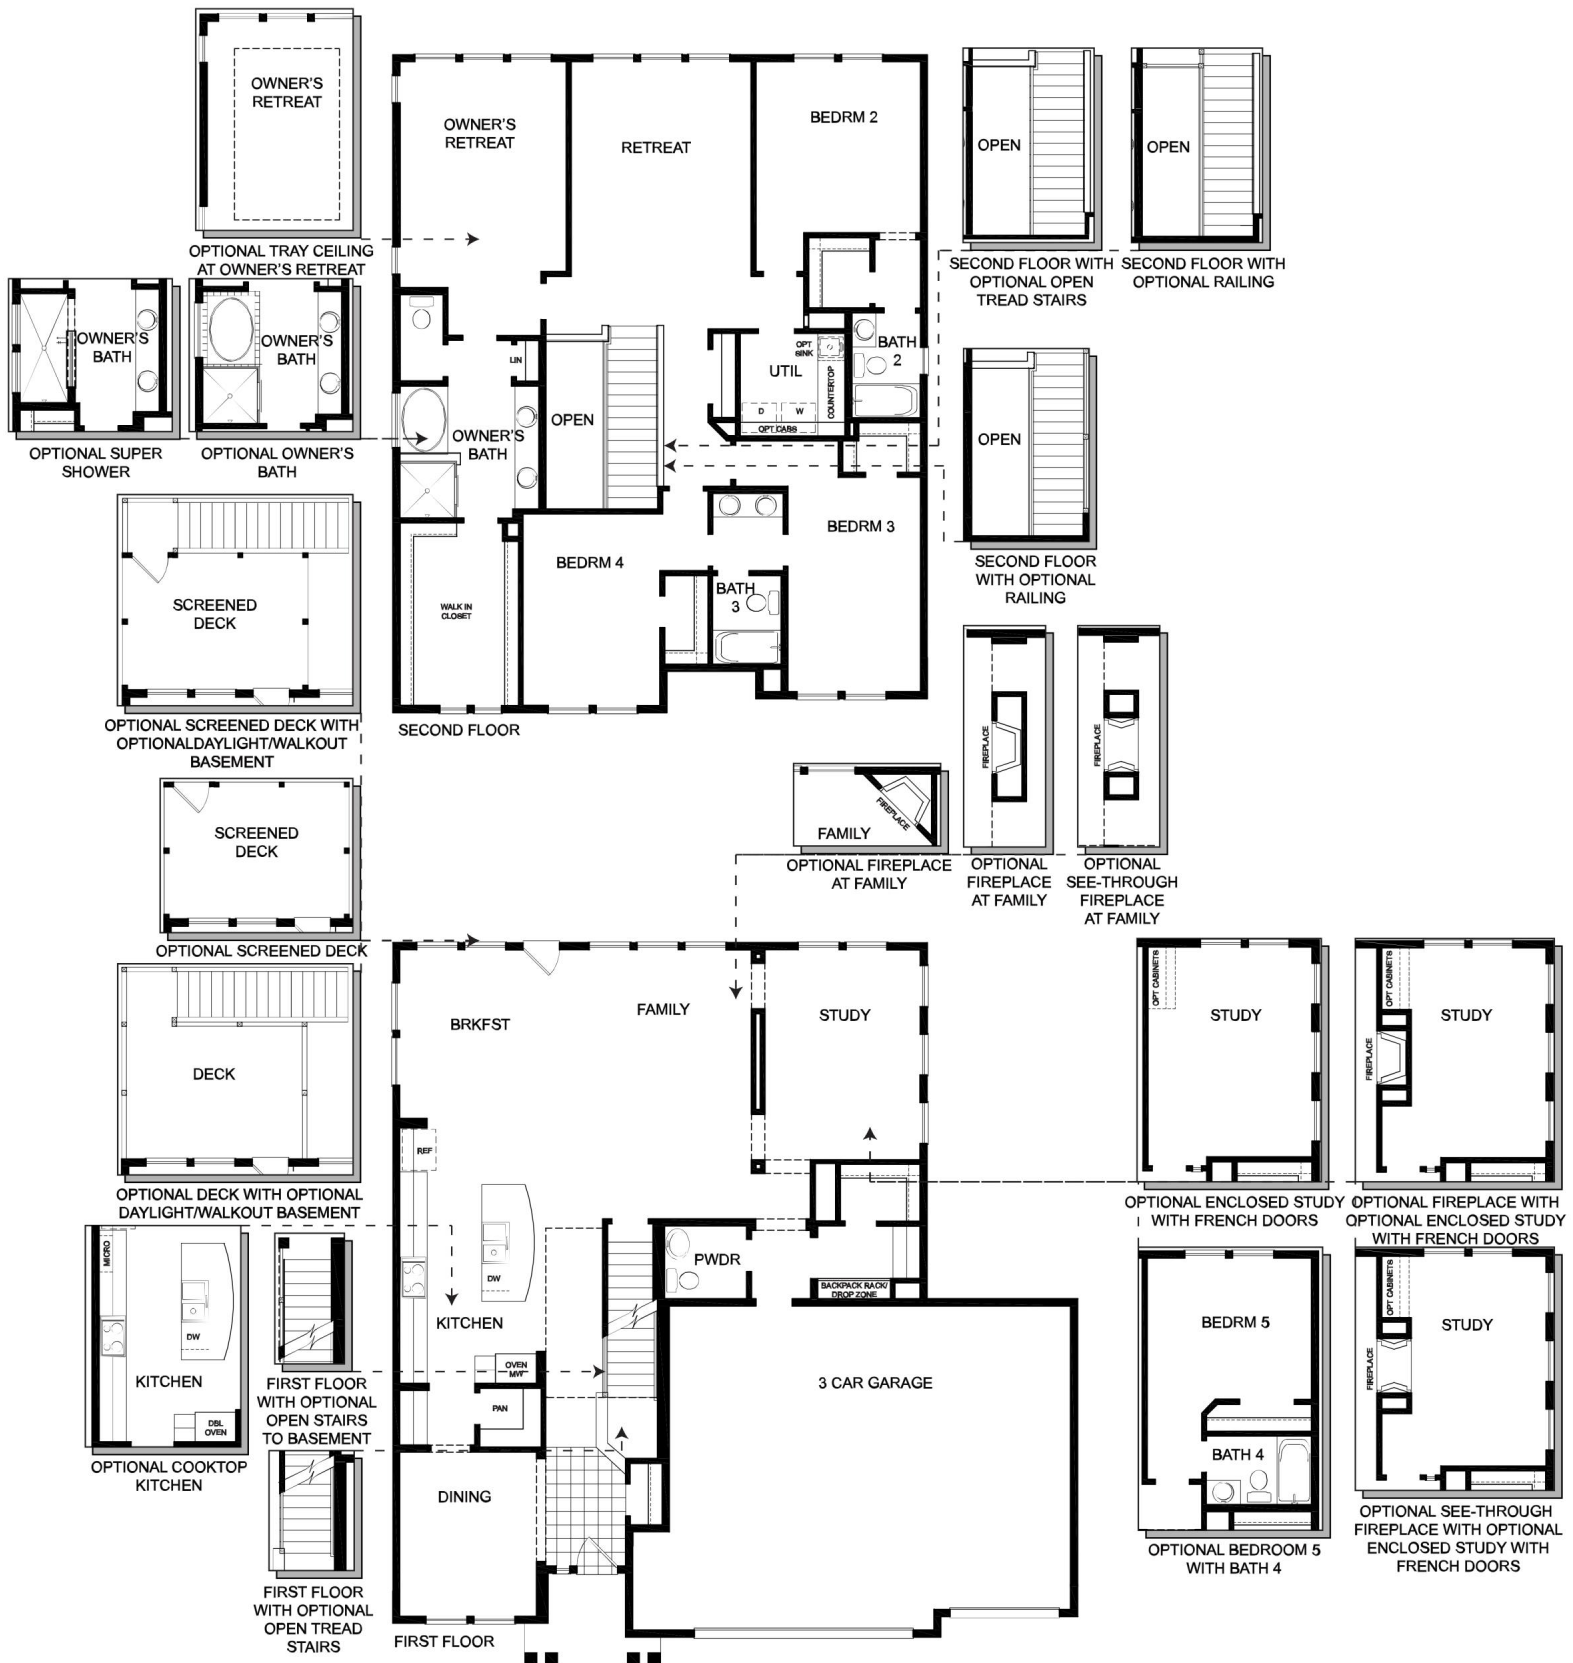 OWNER'S
RETREAT
OPTIONAL TRAY CEILING
AT OWNER'S RETREAT
OWNER'S
BATH
OPTIONAL SUPER
SHOWER
OWNER'S
BATH
OPTIONAL OWNER'S
BATH
SCREENED
DECK
OPTIONAL SCREENED DECK WITH
OPTIONALDAYLIGHT/WALKOUT
BASEMENT
SCREENED
DECK
OPTIONAL SCREENED DECK
DECK
OPTIONAL DECK WITH OPTIONAL
DAYLIGHT/WALKOUT BASEMENT
MICRO
DW
KITCHEN
DBL
OVEN
OPTIONAL COOKTOP
KITCHEN
FIRST FLOOR
WITH OPTIONAL
OPEN STAIRS
TO BASEMENT
FIRST FLOOR
WITH OPTIONAL
OPEN TREAD
STAIRS
OWNER'S
RETREAT
RETREAT
BEDRM 2
LIN
OPEN
OWNER'S
BATH
OPT
SINK
UTIL
COUNTERTOP
D
W
OPT CABS
BATH
2
BEDRM 3
BEDRM 4
BATH
3
WALK IN
CLOSET
SECOND FLOOR
OPEN
SECOND FLOOR WITH
OPTIONAL OPEN
TREAD STAIRS
OPEN
SECOND FLOOR WITH
OPTIONAL RAILING
OPEN
SECOND FLOOR
WITH OPTIONAL
RAILING
FAMILY
FIREPLACE
OPTIONAL FIREPLACE
AT FAMILY
FIREPLACE
OPTIONAL
FIREPLACE
AT FAMILY
FIREPLACE
OPTIONAL
SEE-THROUGH
FIREPLACE
AT FAMILY
BRKFST
FAMILY
STUDY
REF
DW
KITCHEN
OVEN
MW
PAN
PWDR
BACKPACK RACK/
DROP ZONE
3 CAR GARAGE
DINING
FIRST FLOOR
OPT CABINETS
STUDY
OPTIONAL ENCLOSED STUDY
WITH FRENCH DOORS
OPT CABINETS
STUDY
FIREPLACE
OPTIONAL FIREPLACE WITH
OPTIONAL ENCLOSED STUDY
WITH FRENCH DOORS
BEDRM 5
BATH 4
OPTIONAL BEDROOM 5
WITH BATH 4
OPT CABINETS
STUDY
FIREPLACE
OPTIONAL SEE-THROUGH
FIREPLACE WITH OPTIONAL
ENCLOSED STUDY WITH
FRENCH DOORS